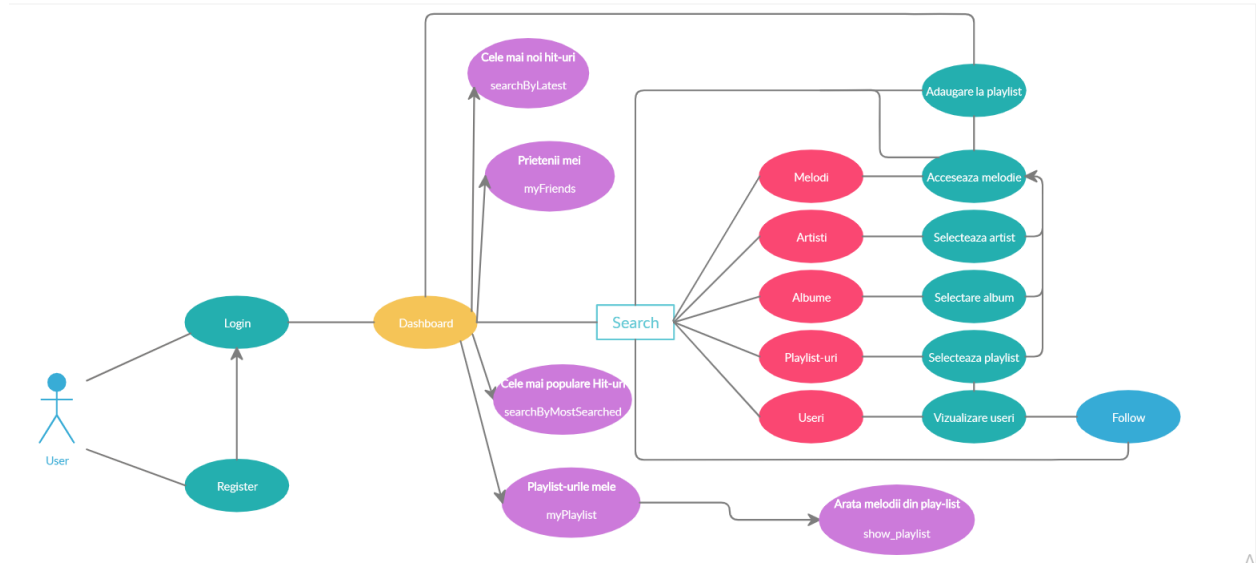 Cele mai noi hit-uri
searchByLatest
Adaugare la playlist
Prietenii mei
myFriends
Melodi
Acceseaza melodie
Artisti
Selecteaza artist
Albume
Selectare album
Login
Dashboard
Search
Playlist-uri
Selecteaza playlist
Cele mai populare Hit-uri
searchByMostSearched
Useri
Vizualizare useri
Follow
User
Register
Playlist-urile mele
myPlaylist
Arata melodii din play-list
show_playlist